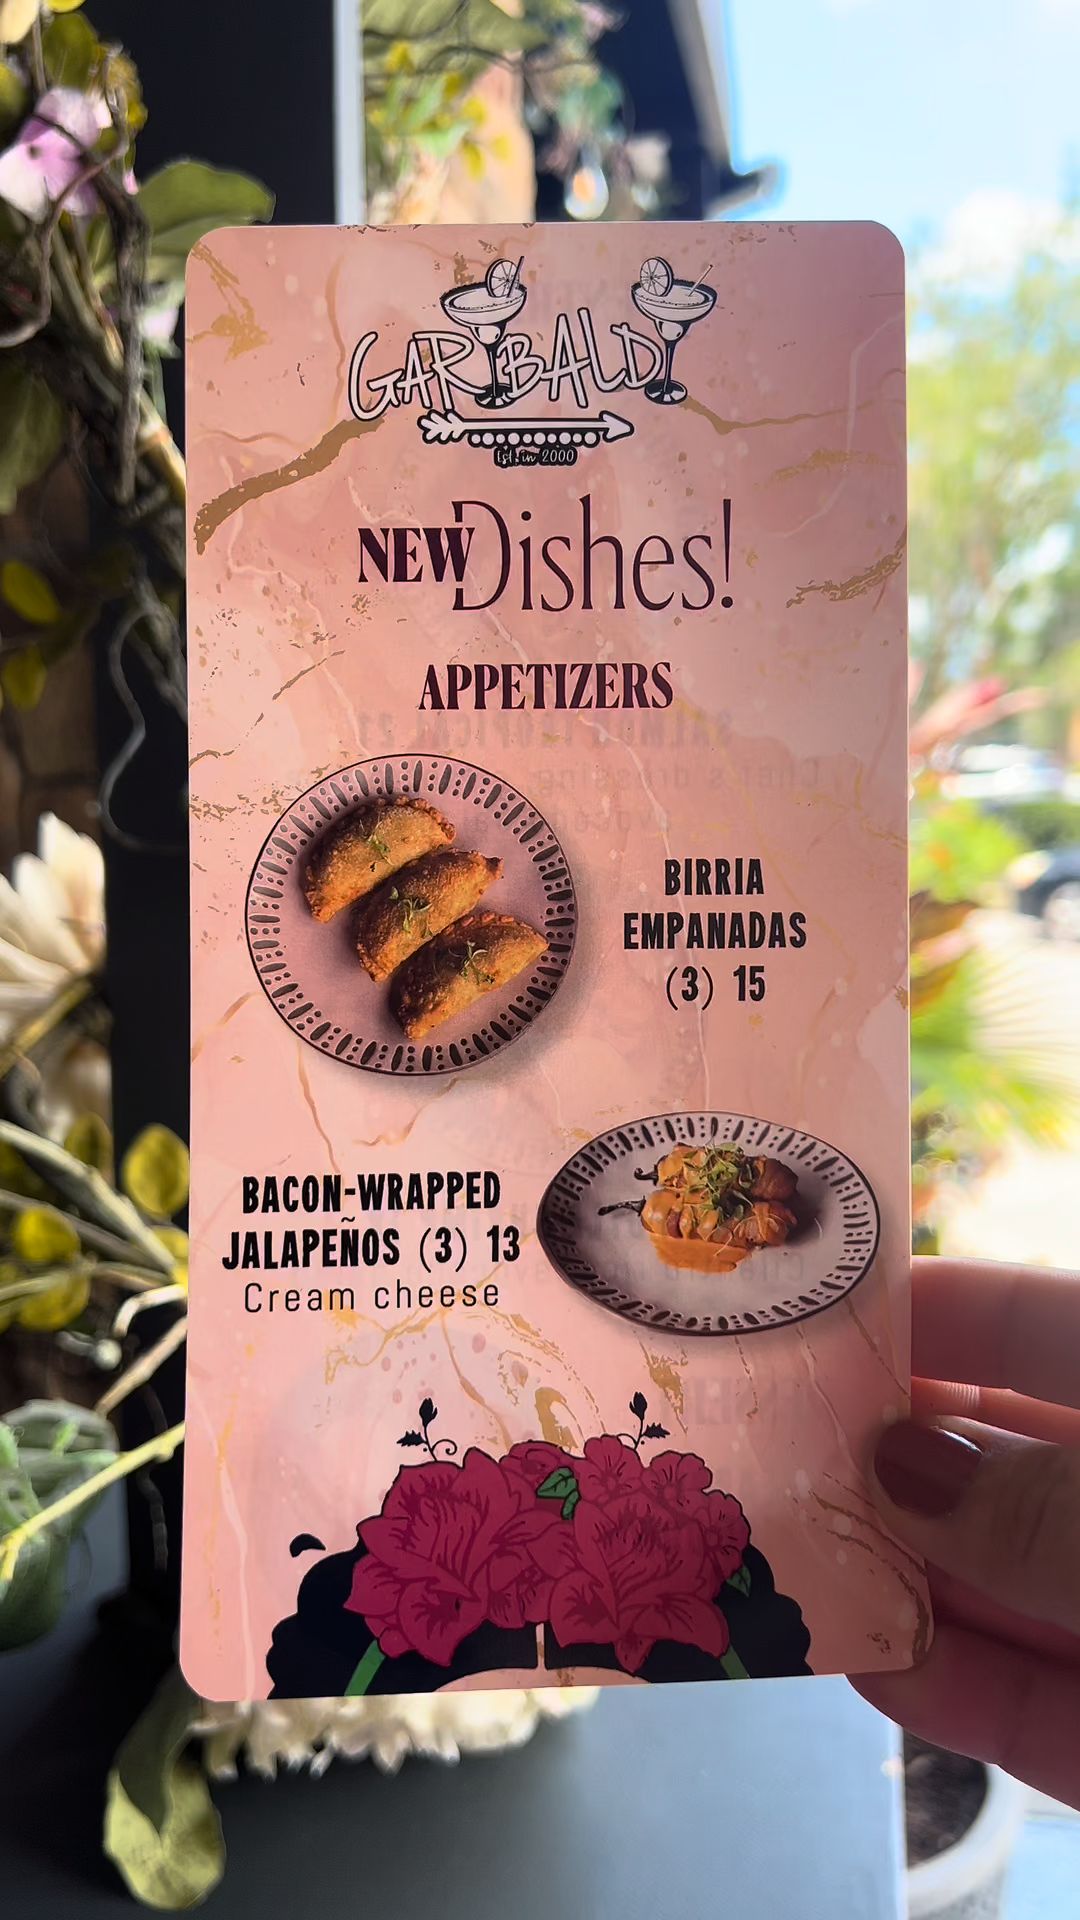 GARIBALDI
Est. in 2000
NEW Dishes!
APPETIZERS
BIRRIA
EMPANADAS
(3) 15
BACON-WRAPPED
JALAPEÑOS (3) 13
Cream cheese